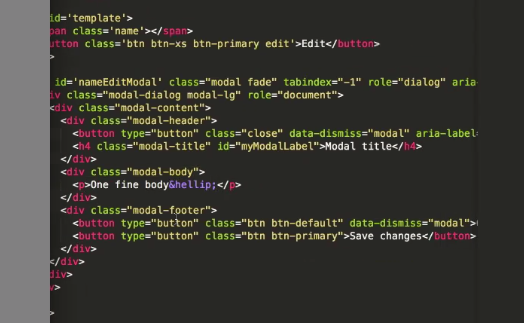 id='template'>
pan class='name'></span>
utton class='btn btn-xs btn-primary edit'>Edit</button>
>
id='nameEditModal' class="modal fade" tabindex="-1" role="dialog" aria-
iv class="modal-dialog modal-lg" role="document">
<div class="modal-content">
<div class="modal-header">
<button type="button" class="close" data-dismiss="modal" aria-label=
<h4 class="modal-title" id="myModalLabel">Modal title</h4>
</div>
<div class="modal-body">
<p>One fine body&hellip;</p>
</div>
<div class="modal-footer">
<button type="button" class="btn btn-default" data-dismiss="modal">
<button type="button" class="btn btn-primary">Save changes</button>
</div>
</div>
div>
v>
>